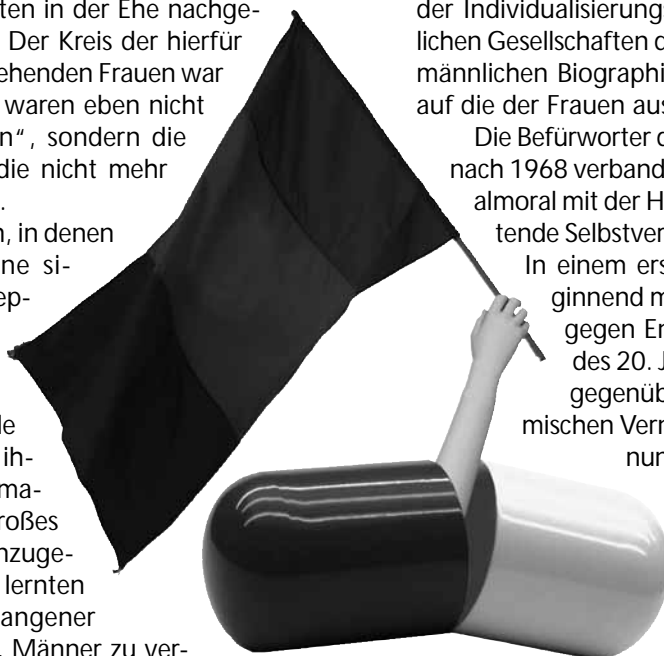 ten in der Ehe nachge-
Der Kreis der hierfür
ehenden Frauen war
waren eben nicht
n“, sondern die
die nicht mehr
.
n, in denen
ne si-
ep-
le
ih-
ma-
roßes
nzuge-
lernten
angener
. Männer zu ver-
der Individualisierungs
lichen Gesellschaften d
männlichen Biographi
auf die der Frauen aus
Die Befürworter d
nach 1968 verband
almoral mit der H
tende Selbstver
In einem ers
ginnend m
gegen En
des 20. J
gegenüb
mischen Verr
nun